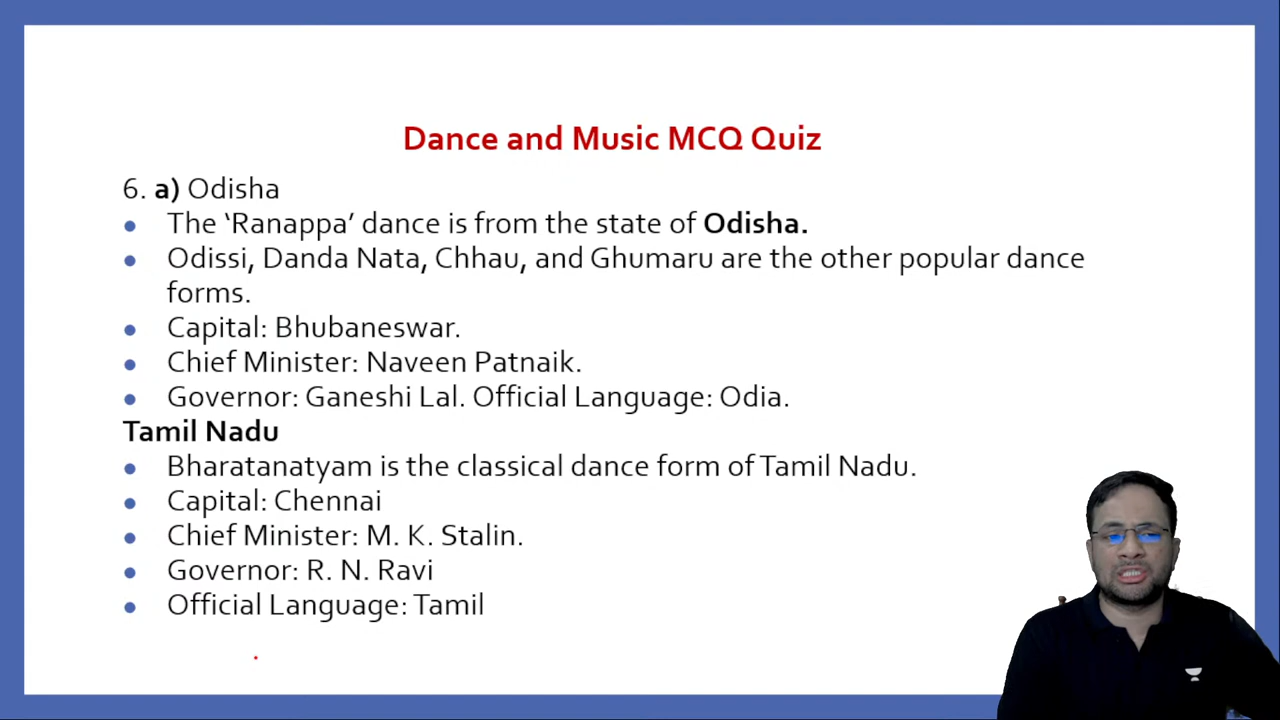 Dance and Music MCQ Quiz
6. a) Odisha
• The ‘Ranappa’ dance is from the state of Odisha.
• Odissi, Danda Nata, Chhau, and Ghumaru are the other popular dance
forms.
• Capital: Bhubaneswar.
• Chief Minister: Naveen Patnaik.
• Governor: Ganeshi Lal. Official Language: Odia.
Tamil Nadu
• Bharatanatyam is the classical dance form of Tamil Nadu.
• Capital: Chennai
• Chief Minister: M. K. Stalin.
• Governor: R. N. Ravi
• Official Language: Tamil